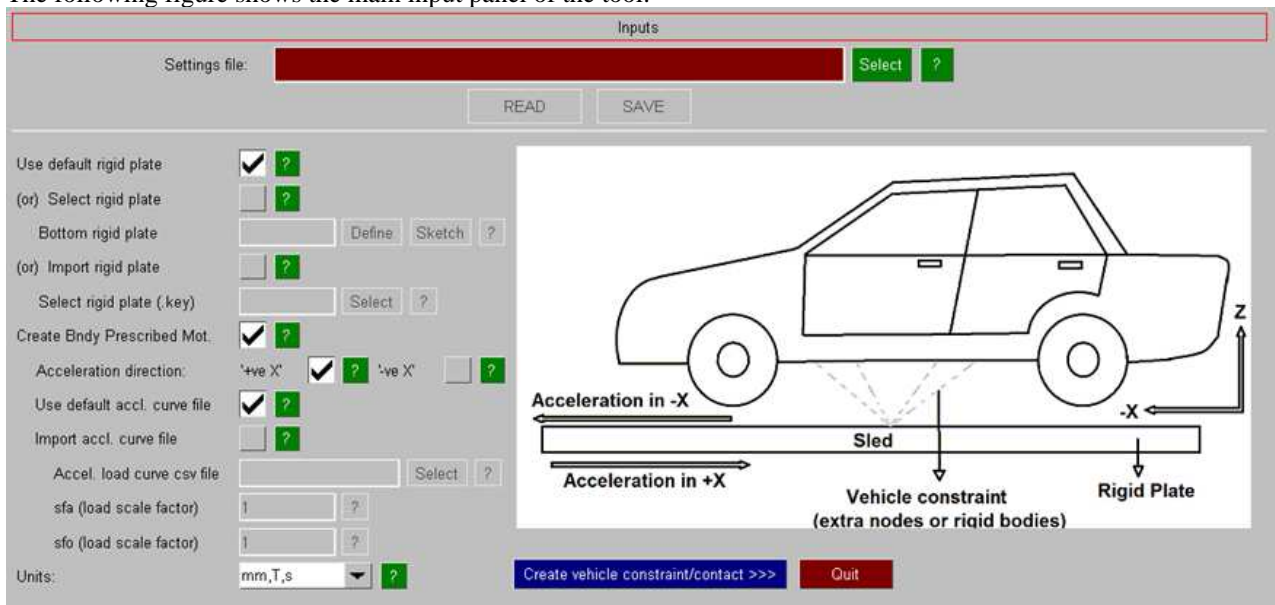 The following figure shows the main input panel of the tool.
Inputs
Settings file: Select ?
READ SAVE
Use default rigid plate ?
(or) Select rigid plate ?
Bottom rigid plate Define Sketch ?
(or) Import rigid plate ?
Select rigid plate (.key) Select ?
Create Bndy Prescribed Mot. ?
Acceleration direction: '+ve X' ? '-ve X' ?
Use default accl. curve file ?
Import accl. curve file ?
Accel. load curve csv file Select ?
sfa (load scale factor) 1 ?
sfo (load scale factor) 1 ?
Units: mm,T,s ?
Z
Acceleration in -X
-X
Sled
Acceleration in +X
Vehicle constraint
(extra nodes or rigid bodies)
Rigid Plate
Create vehicle constraint/contact >>> Quit